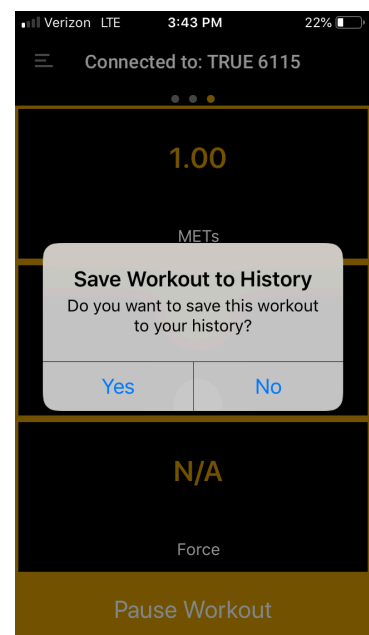 Verizon LTE 3:43 PM 22%
Connected to: TRUE 6115
1.00
METs
Save Workout to History
Do you want to save this workout
to your history?
Yes No
N/A
Force
Pause Workout